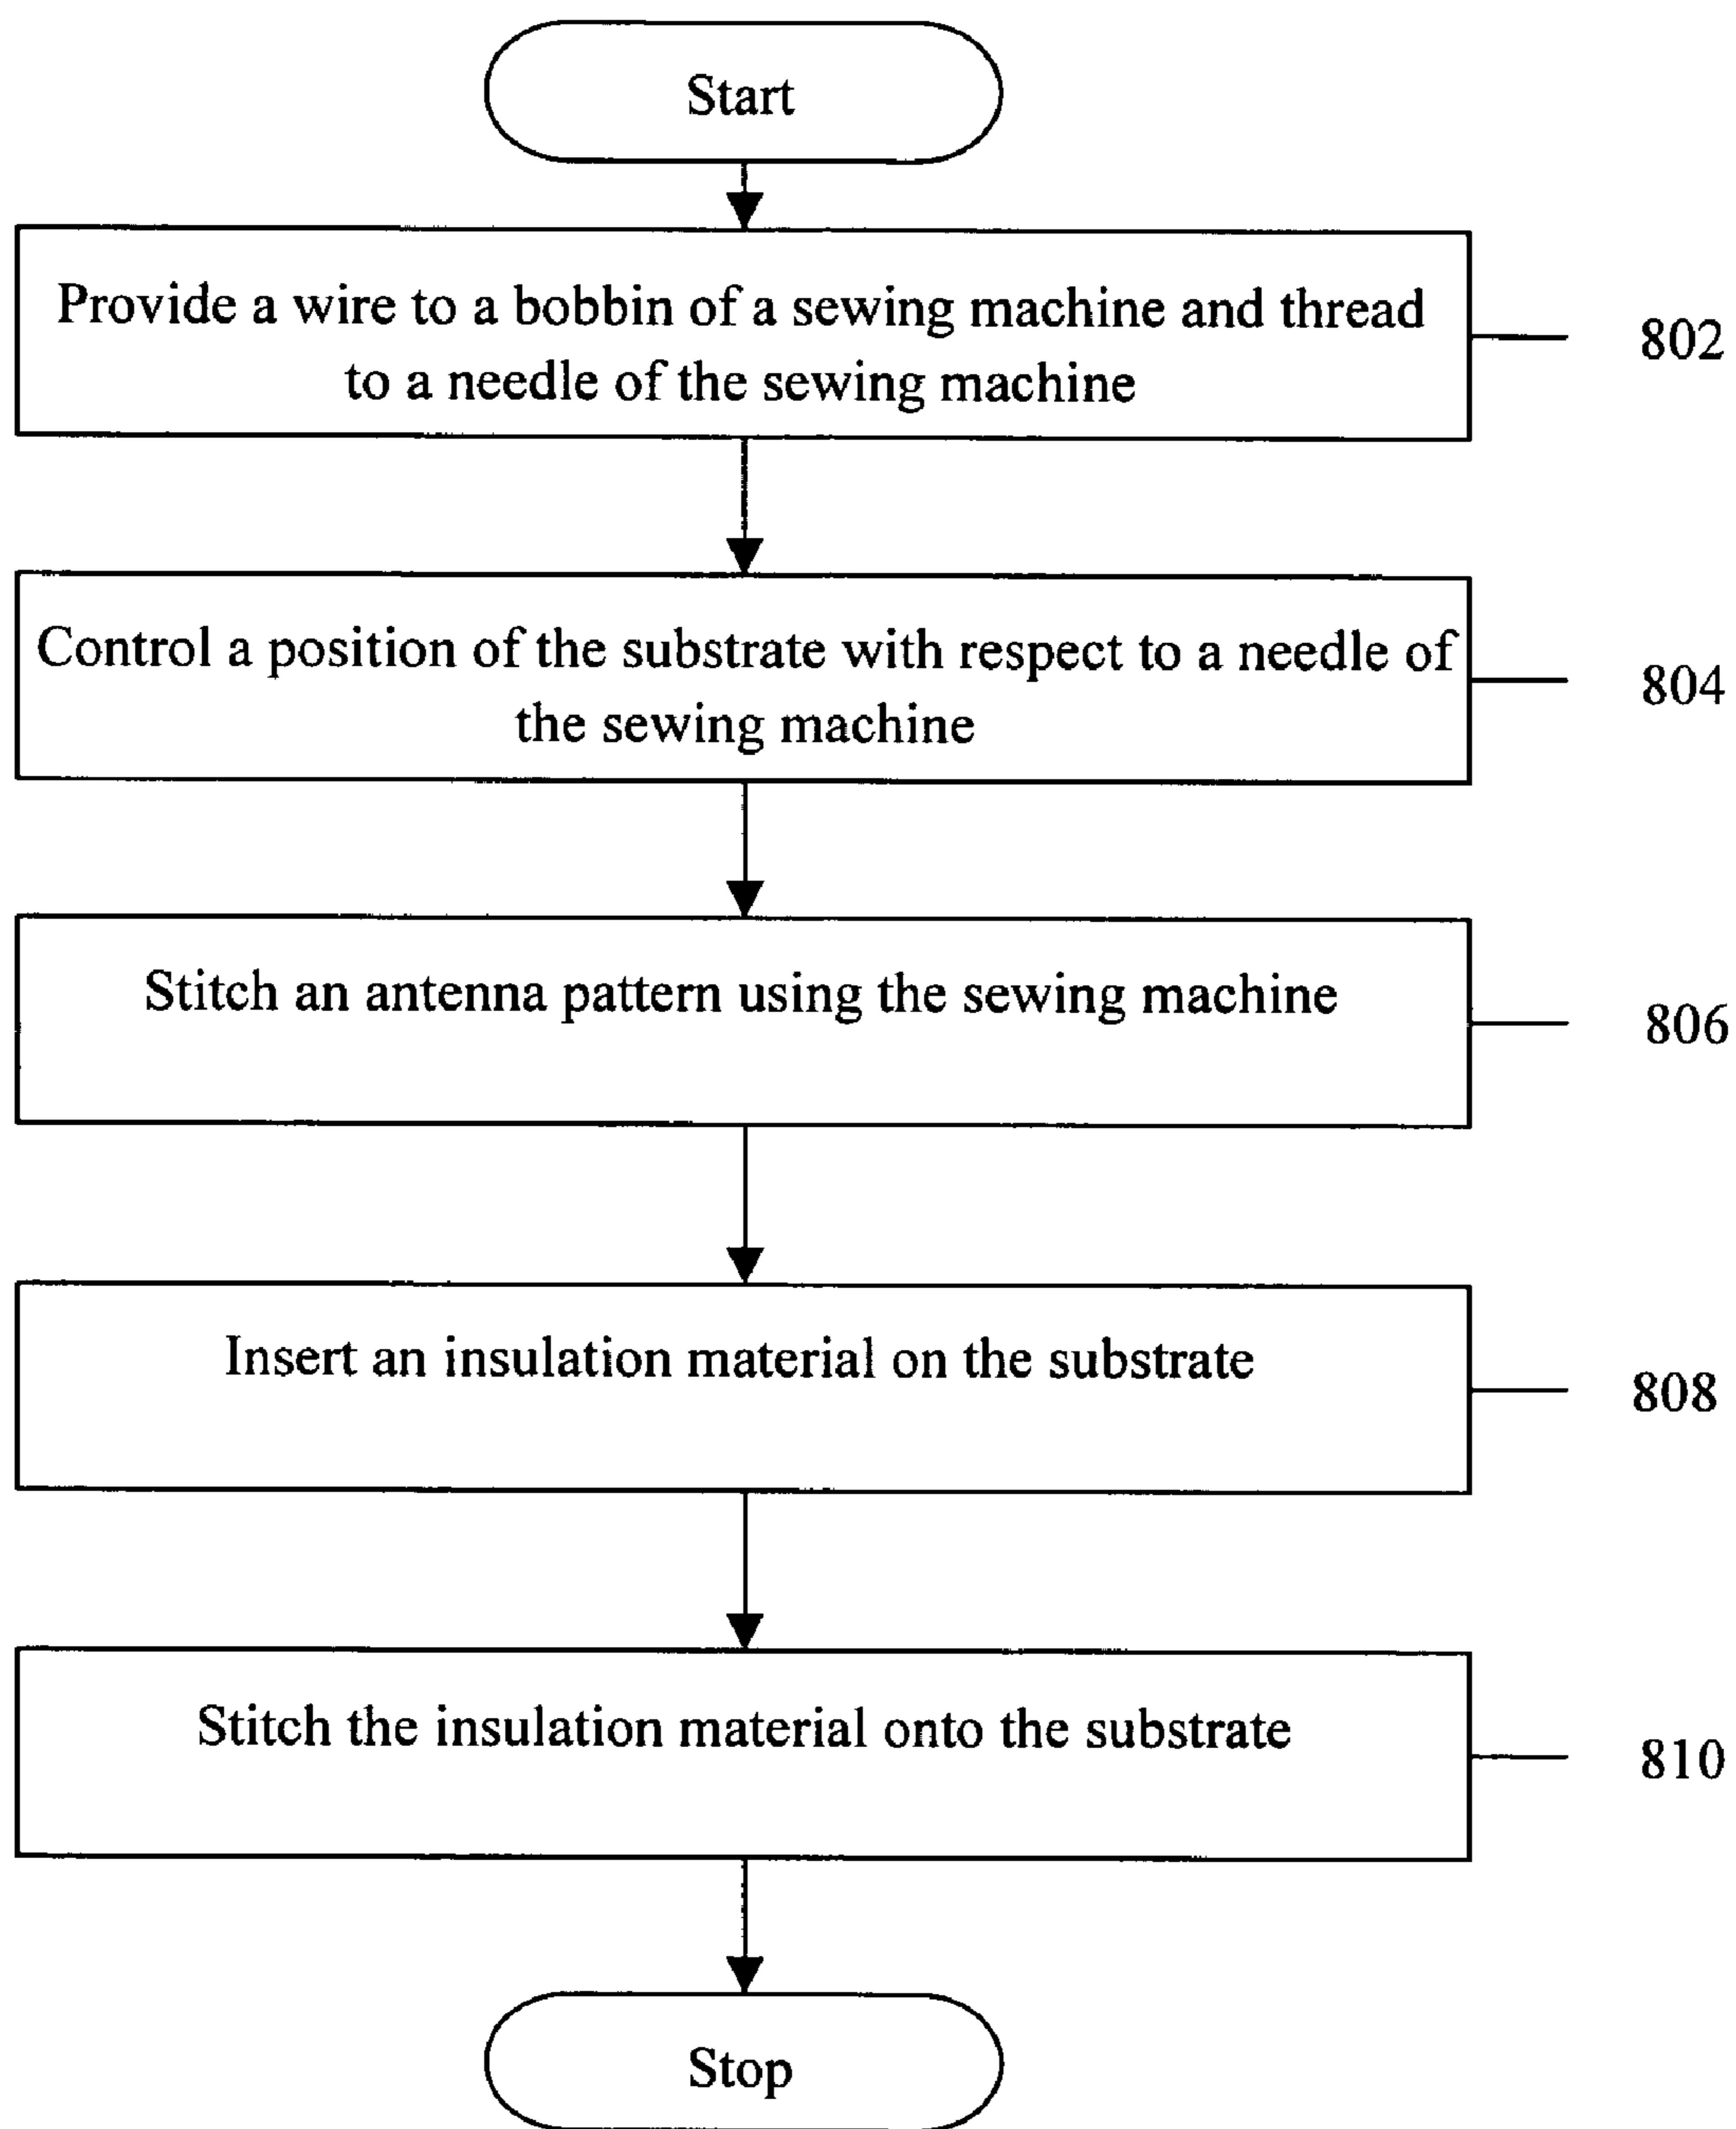 Start
Provide a wire to a bobbin of a sewing machine and thread
to a needle of the sewing machine
802
Control a position of the substrate with respect to a needle of
the sewing machine
804
Stitch an antenna pattern using the sewing machine
806
Insert an insulation material on the substrate
808
Stitch the insulation material onto the substrate
810
Stop